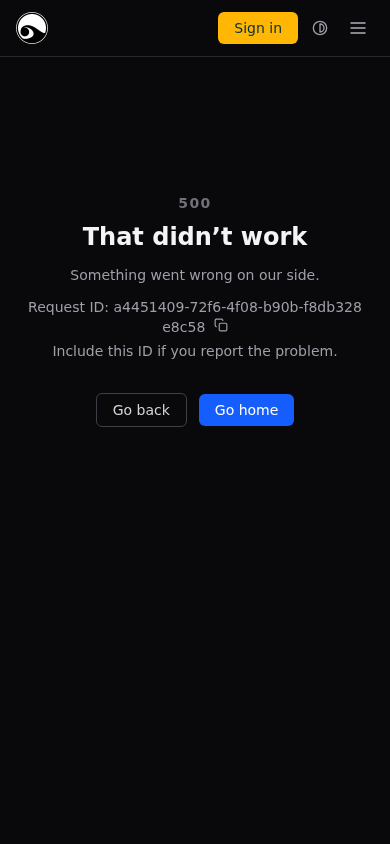 Sign in
500
That didn’t work
Something went wrong on our side.
Request ID: a4451409-72f6-4f08-b90b-f8db328
e8c58
Include this ID if you report the problem.
Go back
Go home